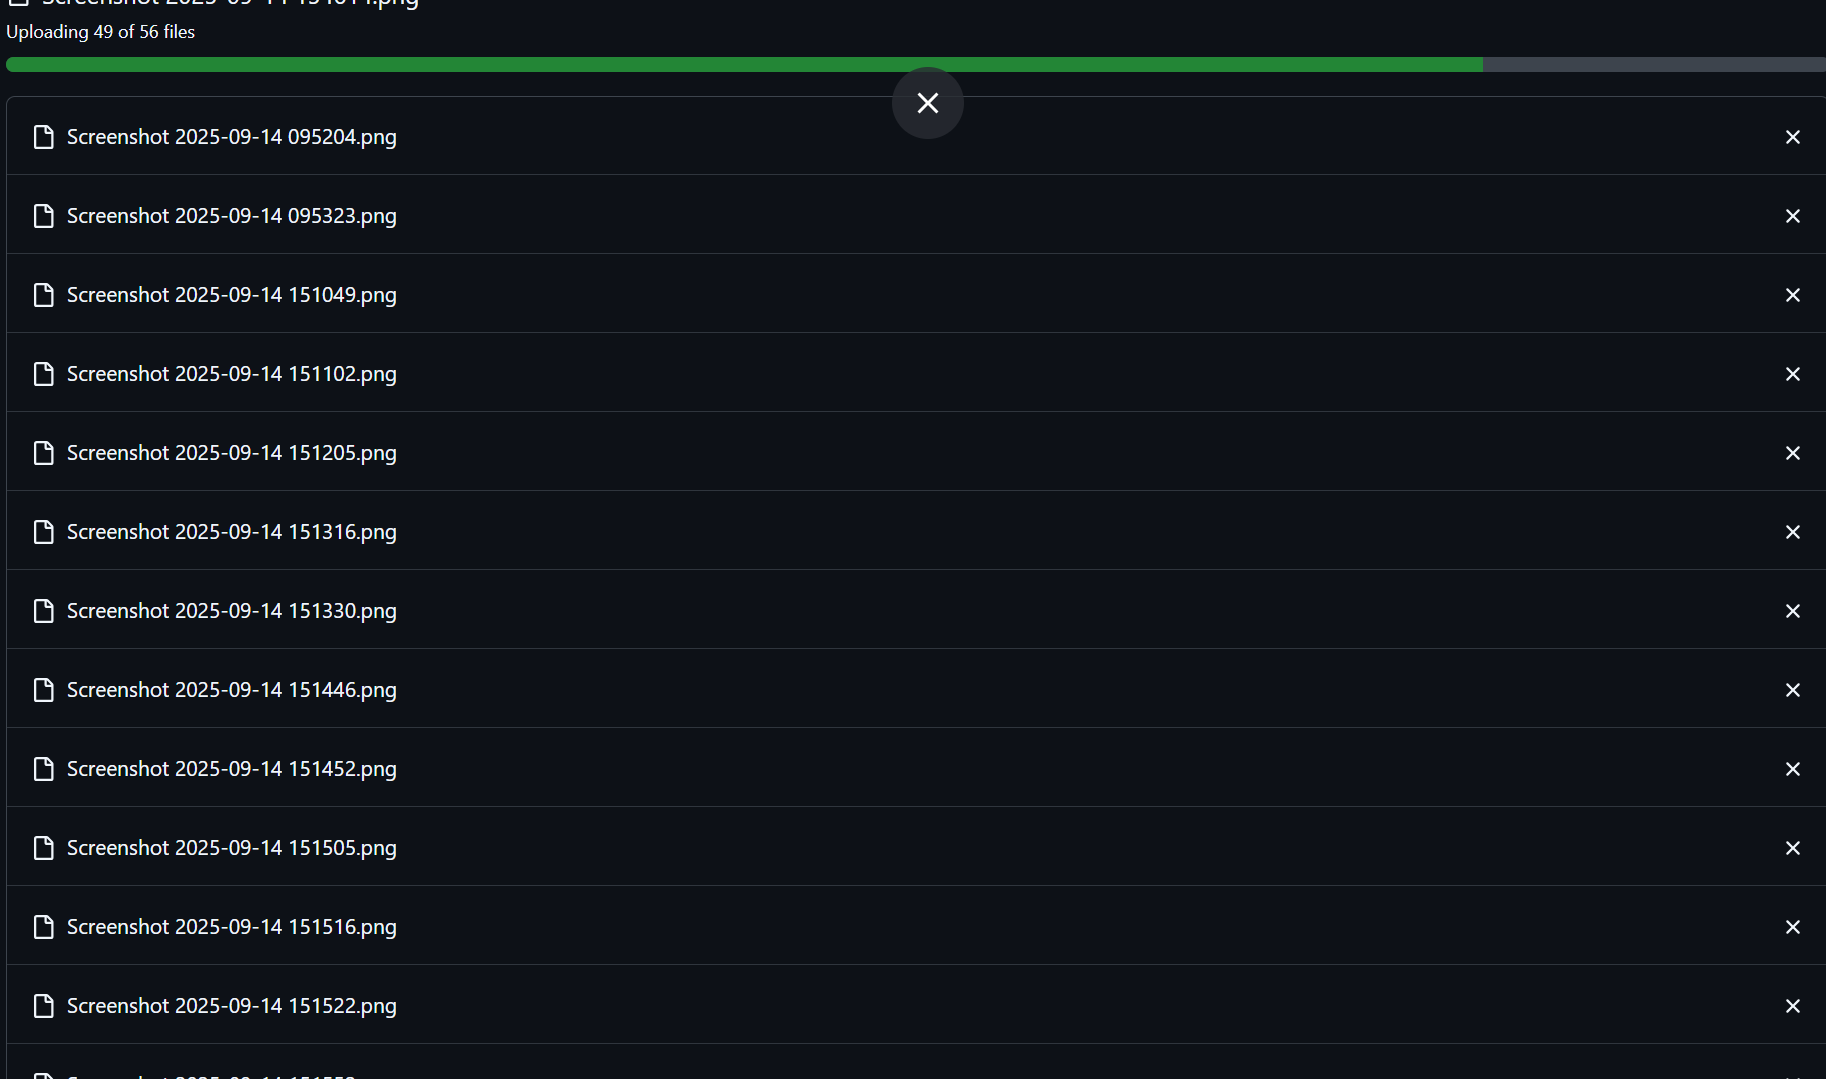 Screenshot 2025-09-14 151014.png
Uploading 49 of 56 files
Screenshot 2025-09-14 095204.png
Screenshot 2025-09-14 095323.png
Screenshot 2025-09-14 151049.png
Screenshot 2025-09-14 151102.png
Screenshot 2025-09-14 151205.png
Screenshot 2025-09-14 151316.png
Screenshot 2025-09-14 151330.png
Screenshot 2025-09-14 151446.png
Screenshot 2025-09-14 151452.png
Screenshot 2025-09-14 151505.png
Screenshot 2025-09-14 151516.png
Screenshot 2025-09-14 151522.png